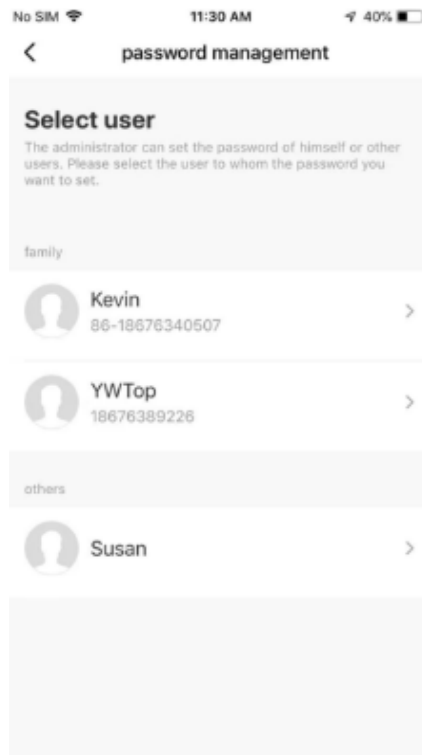 No SIM 11:30 AM 40%
password management
Select user
The administrator can set the password of himself or other
users. Please select the user to whom the password you
want to set.
family
Kevin
86-18676340507
YWTop
18676389226
others
Susan